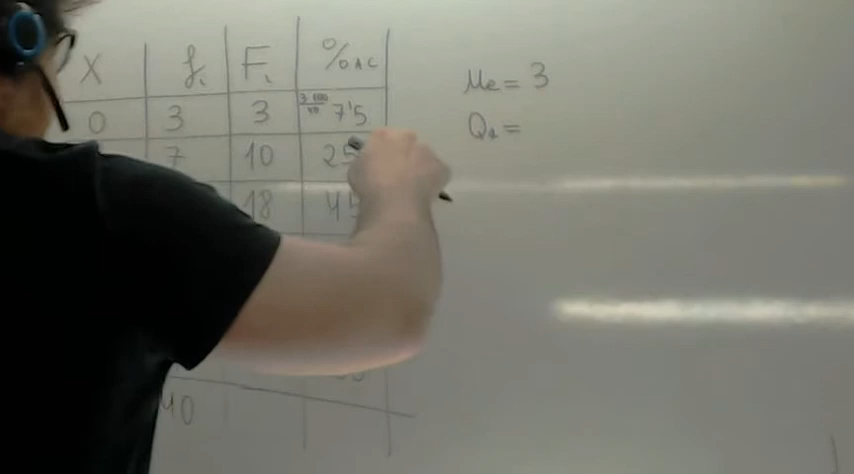 X fi Fi % AC
0 3 3 3·100/40 7'5
7 10 25
18 45
40
Me = 3
Q₁ =